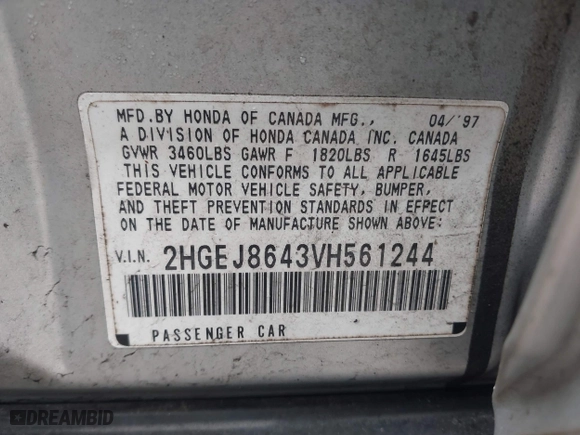 MFD.BY HONDA OF CANADA MFG., 04/'97
A DIVISION OF HONDA CANADA INC. CANADA
GVWR 3460LBS GAWR F 1820LBS R 1645LBS
THIS VEHICLE CONFORMS TO ALL APPLICABLE
FEDERAL MOTOR VEHICLE SAFETY, BUMPER,
AND THEFT PREVENTION STANDARDS IN EFFECT
ON THE DATE OF MANUFACTURE SHOWN ABOVE:
V.I.N. 2HGEJ8643VH561244
PASSENGER CAR
DREAMBID